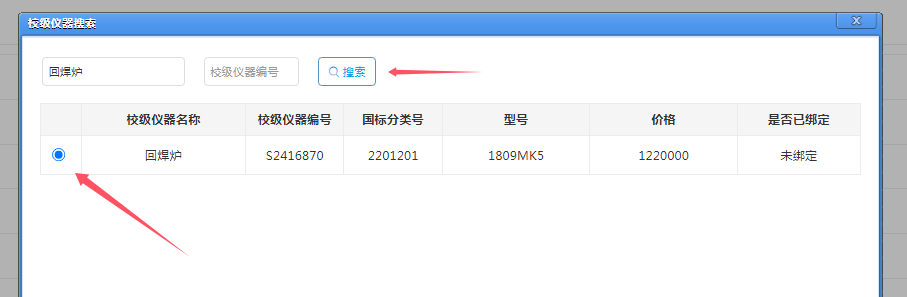 校级仪器搜索
回焊炉 校级仪器编号 搜索
校级仪器名称 校级仪器编号 国标分类号 型号 价格 是否已绑定
回焊炉 S2416870 2201201 1809MK5 1220000 未绑定